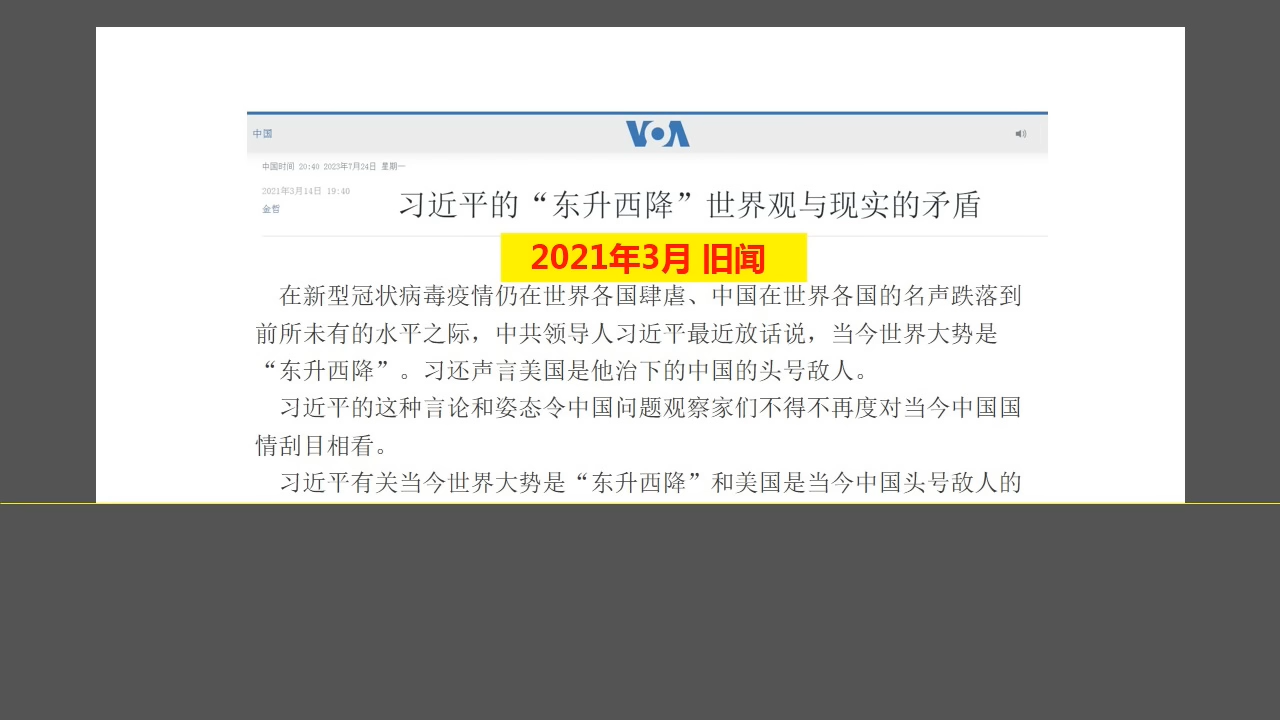 中国
VOA
中国时间 20:40 2023年7月24日 星期一
2021年3月14日 19:40
金哲
习近平的“东升西降”世界观与现实的矛盾
2021年3月 旧闻
在新型冠状病毒疫情仍在世界各国肆虐、中国在世界各国的名声跌落到
前所未有的水平之际，中共领导人习近平最近放话说，当今世界大势是
“东升西降”。习还声言美国是他治下的中国的头号敌人。
习近平的这种言论和姿态令中国问题观察家们不得不再度对当今中国国
情刮目相看。
习近平有关当今世界大势是“东升西降”和美国是当今中国头号敌人的